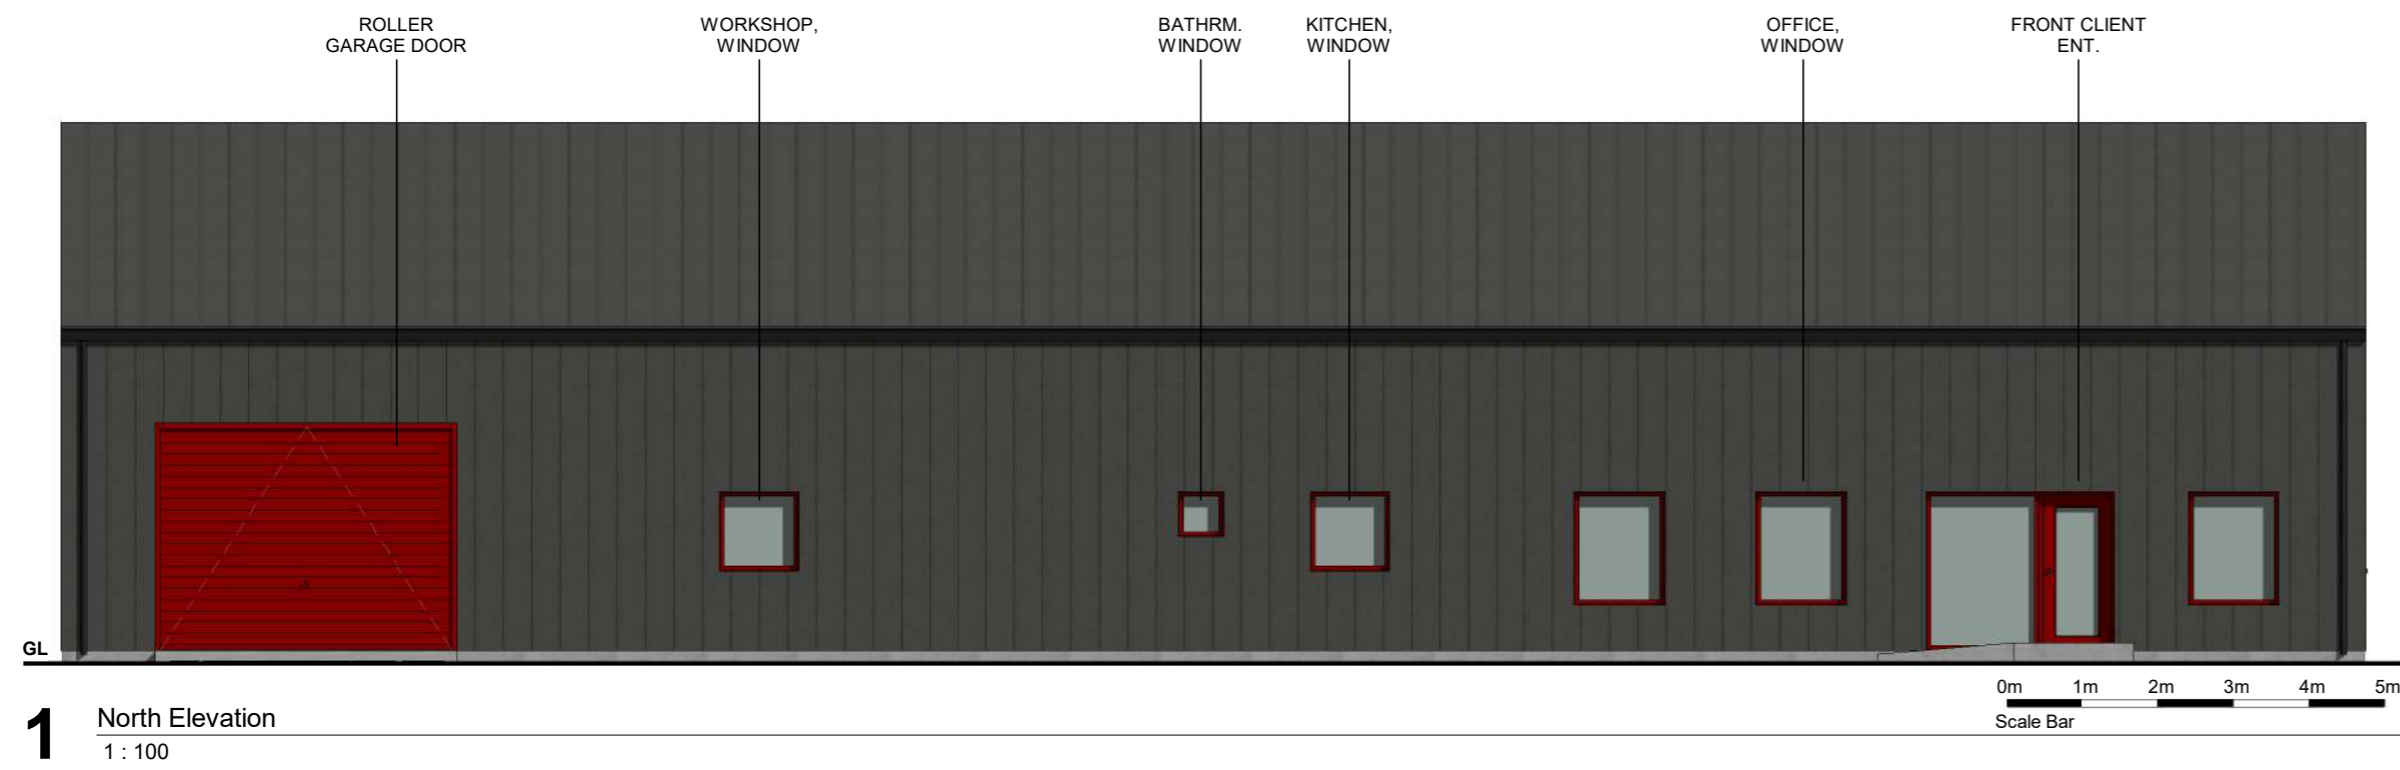 ROLLER
GARAGE DOOR
WORKSHOP,
WINDOW
BATHRM.
WINDOW
KITCHEN,
WINDOW
OFFICE,
WINDOW
FRONT CLIENT
ENT.
GL
0m 1m 2m 3m 4m 5m
Scale Bar
1 North Elevation
1 : 100